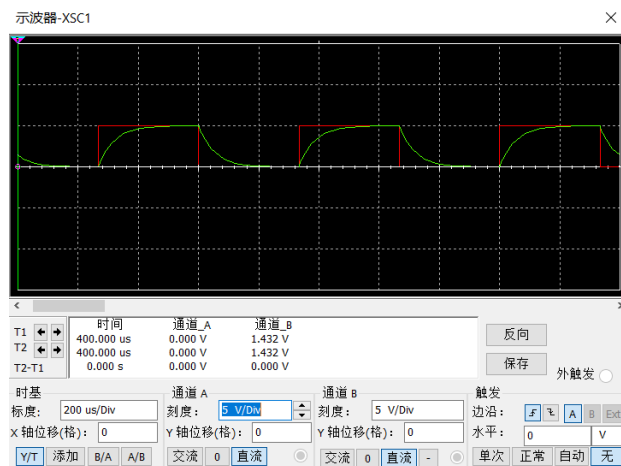 示波器-XSC1
时间 通道_A 通道_B
T1 400.000 us 0.000 V 1.432 V
T2 400.000 us 0.000 V 1.432 V
T2-T1 0.000 s 0.000 V 0.000 V
反向
保存
外触发
时基 通道 A 通道 B 触发
标度: 200 us/Div 刻度: 5 V/Div 刻度: 5 V/Div 边沿: A B Ext
X 轴位移(格): 0 Y 轴位移(格): 0 Y 轴位移(格): 0 水平: 0 V
Y/T 添加 B/A A/B 交流 0 直流 交流 0 直流 - 单次 正常 自动 无